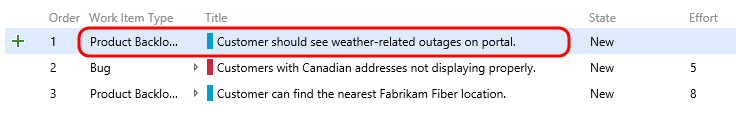 Order Work Item Type Title State Effort
1 Product Backlo... Customer should see weather-related outages on portal. New
2 Bug Customers with Canadian addresses not displaying properly. New 5
3 Product Backlo... Customer can find the nearest Fabrikam Fiber location. New 8